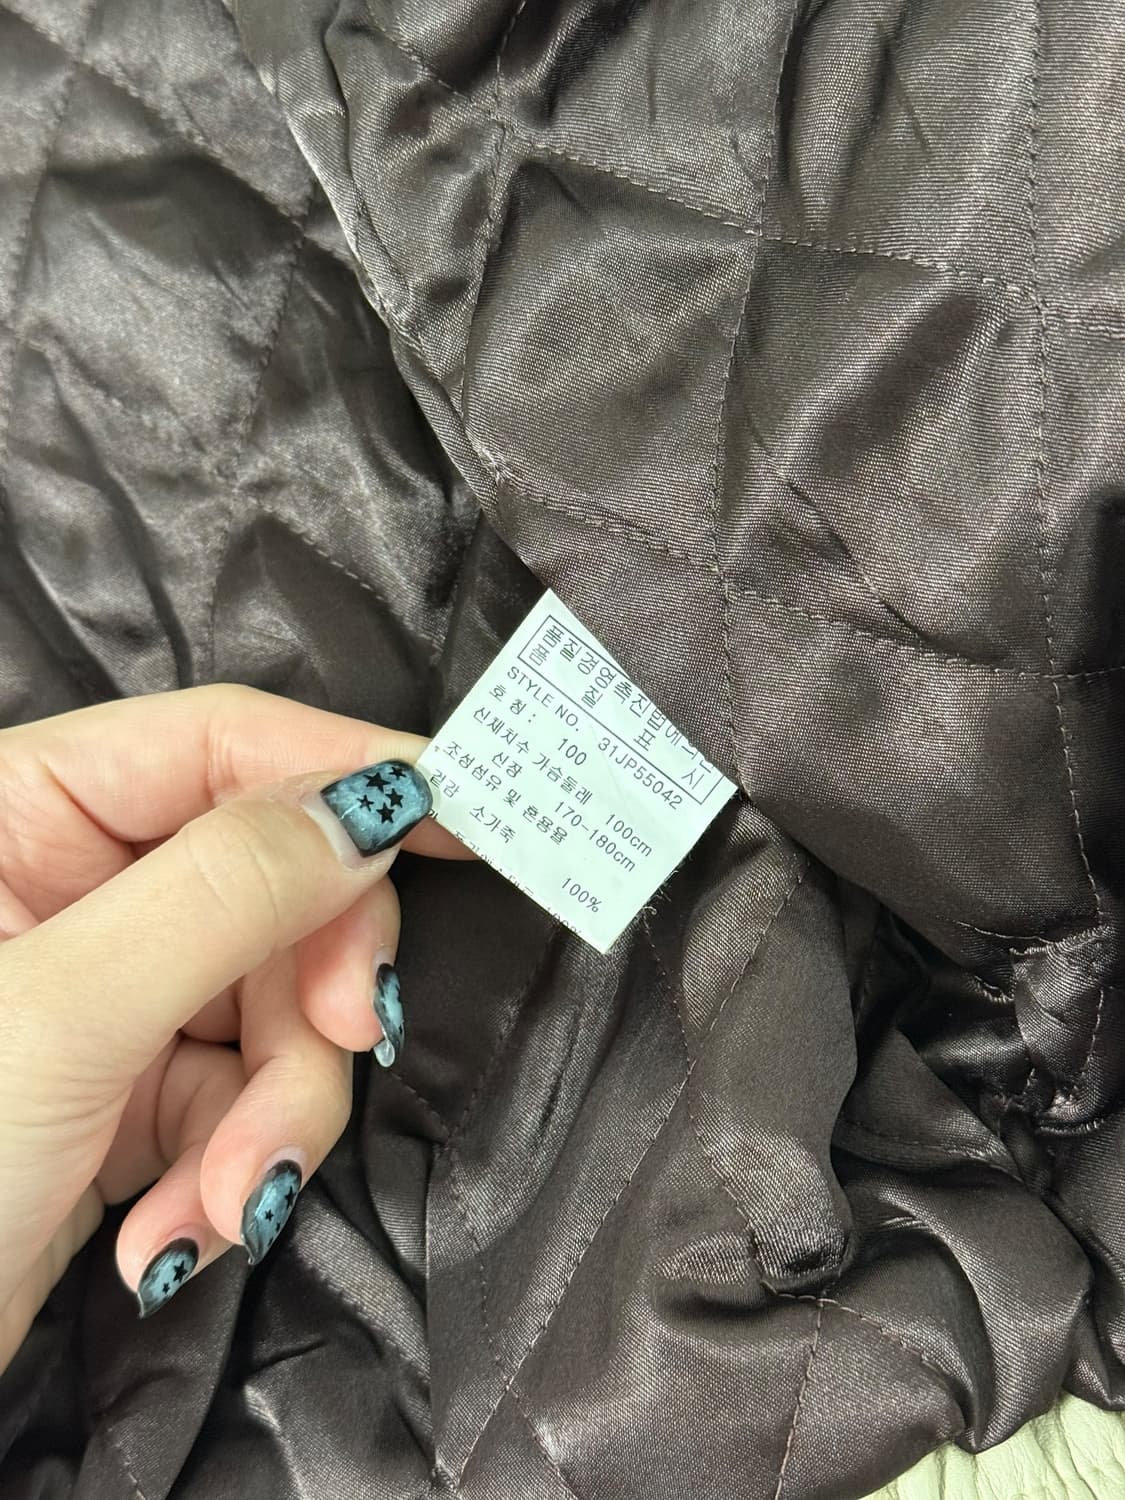 품질경영촉진법에의
품 질 표 시
STYLE NO. 31JP55042
호 칭 : 100
신체치수 가슴둘레 100cm
신장 170-180cm
조성섬유 및 혼용율
겉감 소가죽 100%